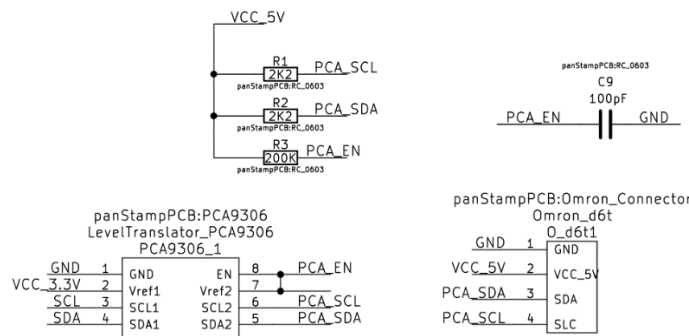 VCC_5V
R1
2K2
PCA_SCL
panStampPCB:RC_0603
R2
2K2
PCA_SDA
panStampPCB:RC_0603
R3
200K
PCA_EN
panStampPCB:RC_0603
panStampPCB:RC_0603
C9
100pF
PCA_EN GND
panStampPCB:PCA9306
LevelTranslator_PCA9306
PCA9306_1
GND 1 GND EN 8 PCA_EN
VCC_3.3V 2 Vref1 Vref2 7
SCL 3 SCL1 SCL2 6 PCA_SCL
SDA 4 SDA1 SDA2 5 PCA_SDA
panStampPCB:Omron_Connector
Omron_d6t
O_d6t1
GND 1 GND
VCC_5V 2 VCC_5V
PCA_SDA 3 SDA
PCA_SCL 4 SLC